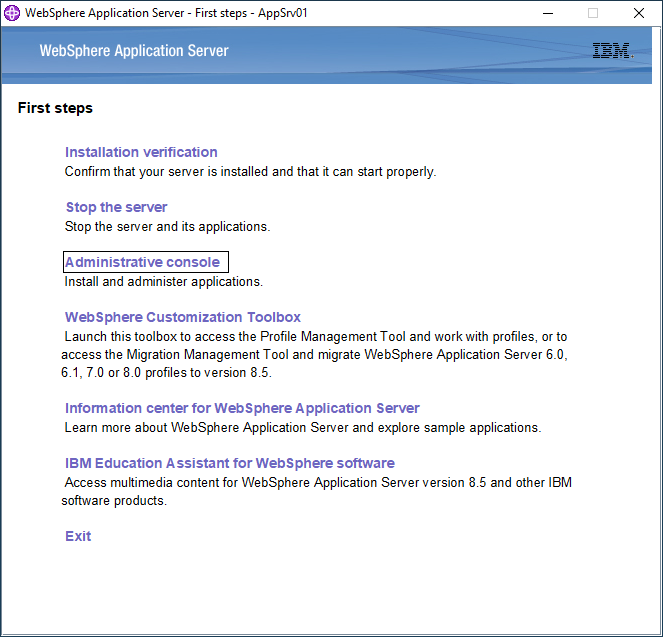 WebSphere Application Server - First steps - AppSrv01
WebSphere Application Server
IBM.
First steps
Installation verification
Confirm that your server is installed and that it can start properly.
Stop the server
Stop the server and its applications.
Administrative console
Install and administer applications.
WebSphere Customization Toolbox
Launch this toolbox to access the Profile Management Tool and work with profiles, or to
access the Migration Management Tool and migrate WebSphere Application Server 6.0,
6.1, 7.0 or 8.0 profiles to version 8.5.
Information center for WebSphere Application Server
Learn more about WebSphere Application Server and explore sample applications.
IBM Education Assistant for WebSphere software
Access multimedia content for WebSphere Application Server version 8.5 and other IBM
software products.
Exit